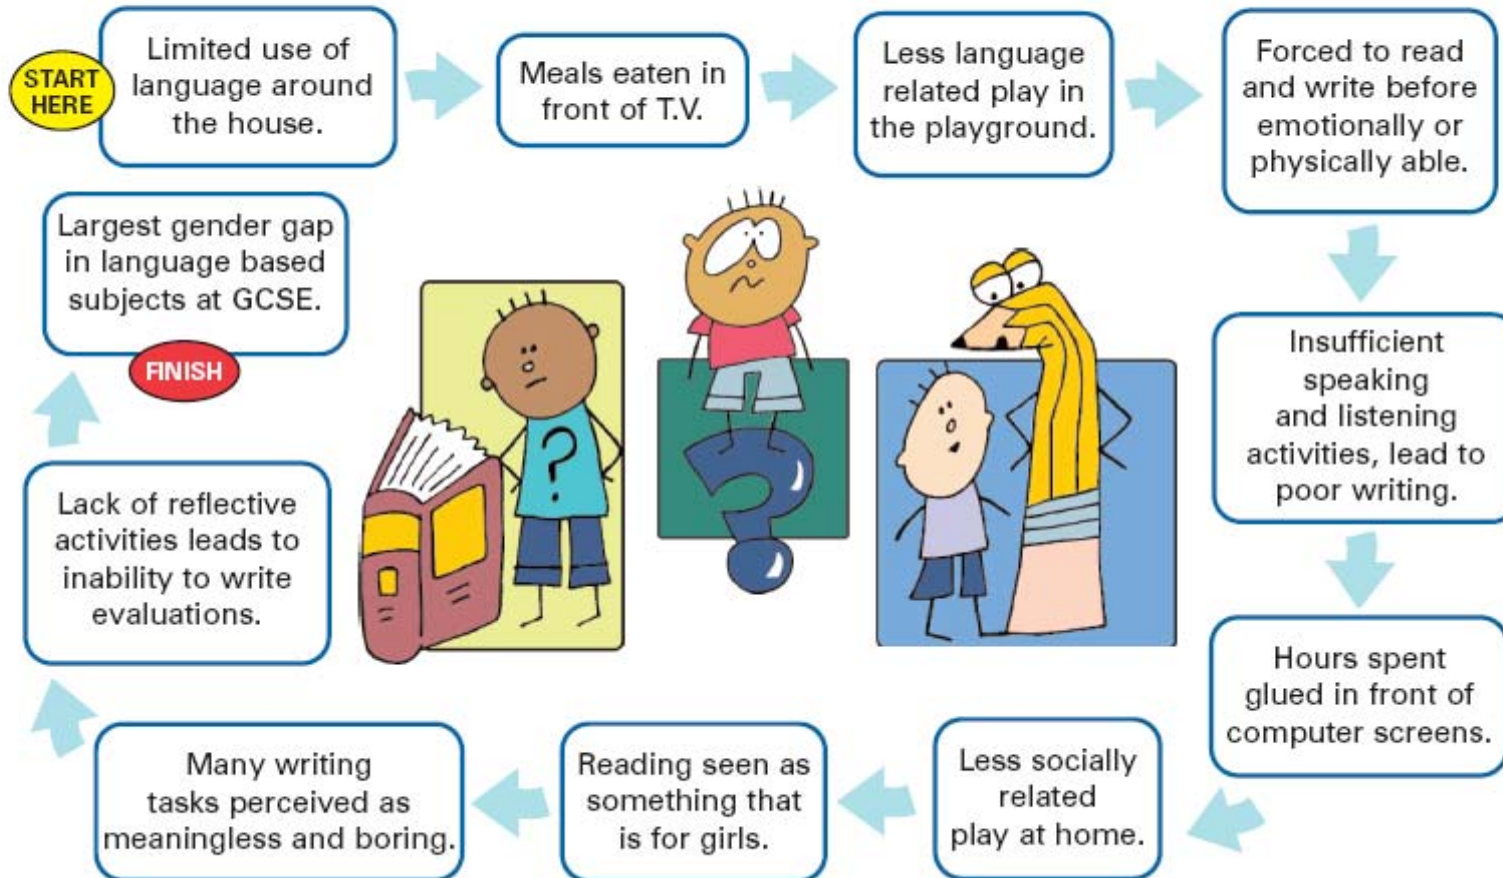 START
HERE
Limited use of
language around
the house.
Meals eaten in
front of T.V.
Less language
related play in
the playground.
Forced to read
and write before
emotionally or
physically able.
Insufficient
speaking
and listening
activities, lead to
poor writing.
Hours spent
glued in front of
computer screens.
Less socially
related
play at home.
Reading seen as
something that
is for girls.
Many writing
tasks perceived as
meaningless and boring.
Lack of reflective
activities leads to
inability to write
evaluations.
Largest gender gap
in language based
subjects at GCSE.
FINISH
?